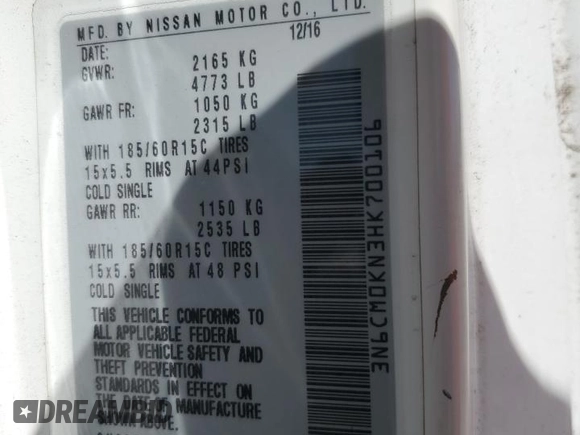 MFD. BY NISSAN MOTOR CO., LTD.
DATE: 12/16
GVWR: 2165 KG
4773 LB
GAWR FR: 1050 KG
2315 LB
WITH 185/60R15C TIRES
15x5.5 RIMS AT 44PSI
COLD SINGLE
GAWR RR: 1150 KG
2535 LB
WITH 185/60R15C TIRES
15x5.5 RIMS AT 48 PSI
COLD SINGLE
THIS VEHICLE CONFORMS TO
ALL APPLICABLE FEDERAL
MOTOR VEHICLE SAFETY AND
THEFT PREVENTION
STANDARDS IN EFFECT ON
THE DATE OF MANUFACTURE
SHOWN ABOVE.
3N6CM0KN3HK700106
DREAMBID